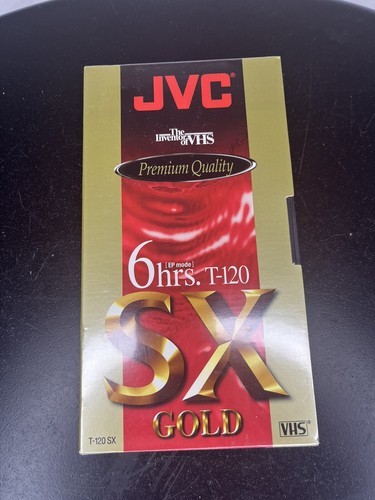 JVC®
The
Inventor
of VHS
Premium Quality
6hrs. [EP mode] T-120
SX
GOLD
T-120 SX
VHS®